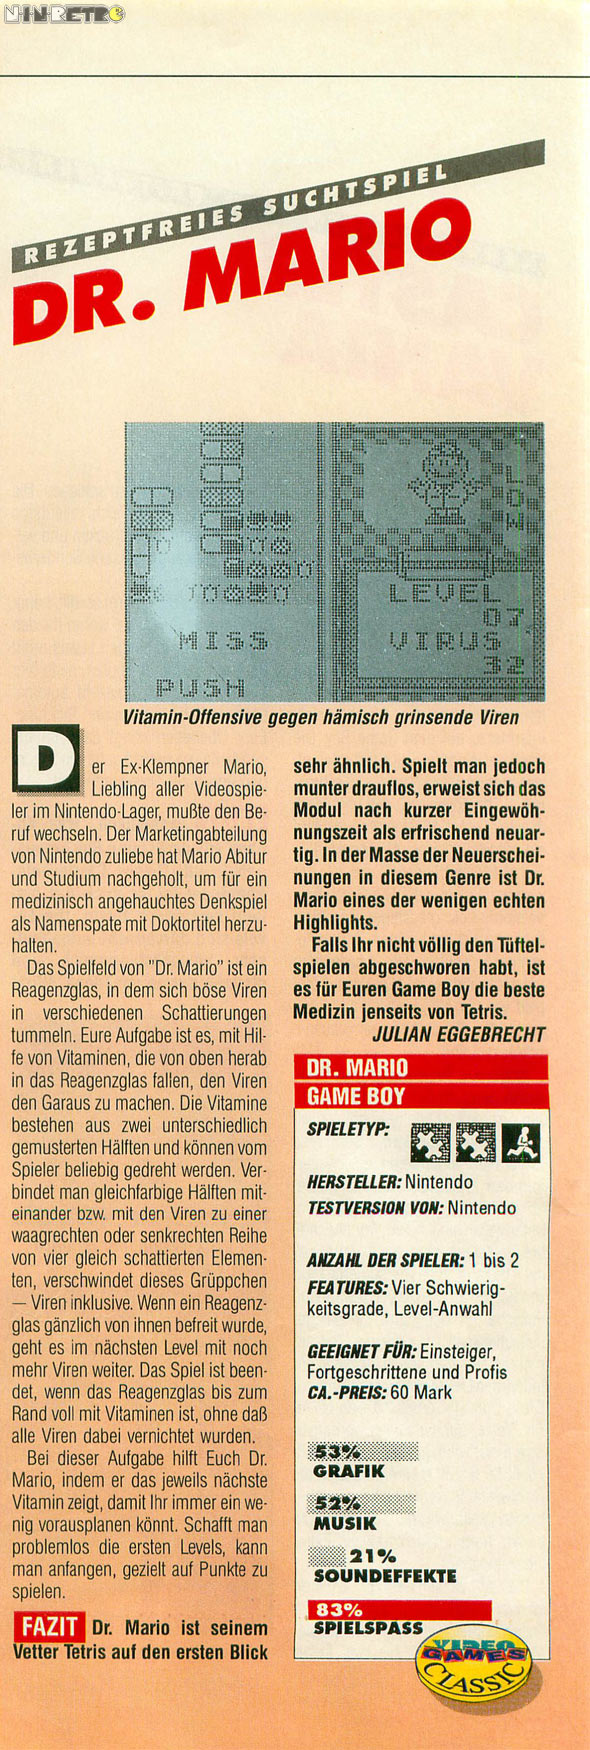 NINRETRO
REZEPTFREIES SUCHTSPIEL
DR. MARIO
LOW
LEVEL
07
VIRUS
32
MISS
PUSH
Vitamin-Offensive gegen hämisch grinsende Viren
Der Ex-Klempner Mario,
Liebling aller Videospie-
ler im Nintendo-Lager, mußte den Be-
ruf wechseln. Der Marketingabteilung
von Nintendo zuliebe hat Mario Abitur
und Studium nachgeholt, um für ein
medizinisch angehauchtes Denkspiel
als Namenspate mit Doktortitel herzu-
halten.
Das Spielfeld von "Dr. Mario" ist ein
Reagenzglas, in dem sich böse Viren
in verschiedenen Schattierungen
tummeln. Eure Aufgabe ist es, mit Hil-
fe von Vitaminen, die von oben herab
in das Reagenzglas fallen, den Viren
den Garaus zu machen. Die Vitamine
bestehen aus zwei unterschiedlich
gemusterten Hälften und können vom
Spieler beliebig gedreht werden. Ver-
bindet man gleichfarbige Hälften mit-
einander bzw. mit den Viren zu einer
waagrechten oder senkrechten Reihe
von vier gleich schattierten Elemen-
ten, verschwindet dieses Grüppchen
— Viren inklusive. Wenn ein Reagenz-
glas gänzlich von ihnen befreit wurde,
geht es im nächsten Level mit noch
mehr Viren weiter. Das Spiel ist been-
det, wenn das Reagenzglas bis zum
Rand voll mit Vitaminen ist, ohne daß
alle Viren dabei vernichtet wurden.
Bei dieser Aufgabe hilft Euch Dr.
Mario, indem er das jeweils nächste
Vitamin zeigt, damit Ihr immer ein we-
nig vorausplanen könnt. Schafft man
problemlos die ersten Levels, kann
man anfangen, gezielt auf Punkte zu
spielen.
FAZIT Dr. Mario ist seinem
Vetter Tetris auf den ersten Blick
sehr ähnlich. Spielt man jedoch
munter drauflos, erweist sich das
Modul nach kurzer Eingewöh-
nungszeit als erfrischend neuar-
tig. In der Masse der Neuerschei-
nungen in diesem Genre ist Dr.
Mario eines der wenigen echten
Highlights.
Falls Ihr nicht völlig den Tüftel-
spielen abgeschworen habt, ist
es für Euren Game Boy die beste
Medizin jenseits von Tetris.
JULIAN EGGEBRECHT
DR. MARIO
GAME BOY
SPIELETYP:
HERSTELLER: Nintendo
TESTVERSION VON: Nintendo
ANZAHL DER SPIELER: 1 bis 2
FEATURES: Vier Schwierig-
keitsgrade, Level-Anwahl
GEEIGNET FÜR: Einsteiger,
Fortgeschrittene und Profis
CA.-PREIS: 60 Mark
53%
GRAFIK
52%
MUSIK
21%
SOUNDEFFEKTE
83%
SPIELSPASS
VIDEO
GAMES
CLASSIC